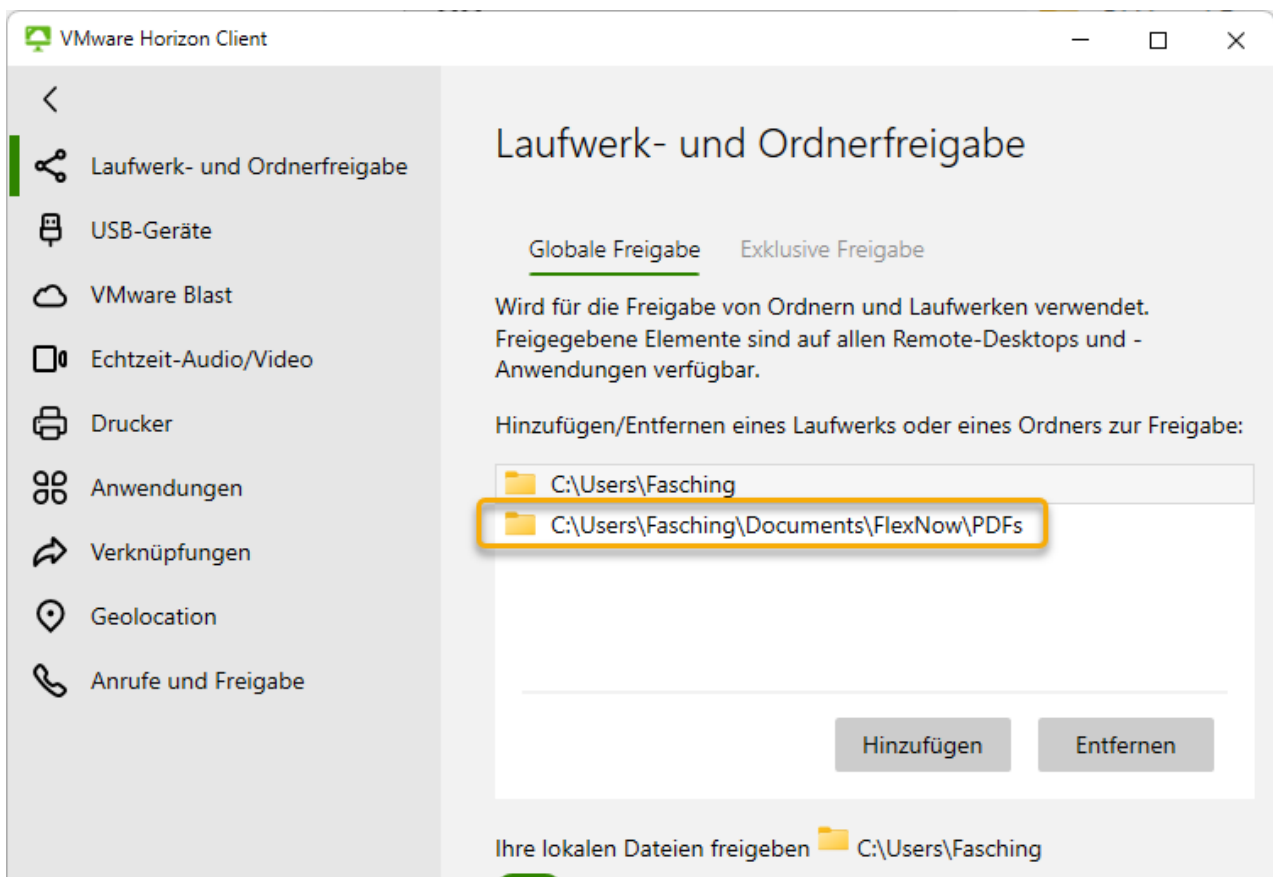 VMware Horizon Client
Laufwerk- und Ordnerfreigabe
USB-Geräte
VMware Blast
Echtzeit-Audio/Video
Drucker
Anwendungen
Verknüpfungen
Geolocation
Anrufe und Freigabe
Laufwerk- und Ordnerfreigabe
Globale Freigabe Exklusive Freigabe
Wird für die Freigabe von Ordnern und Laufwerken verwendet.
Freigegebene Elemente sind auf allen Remote-Desktops und -
Anwendungen verfügbar.
Hinzufügen/Entfernen eines Laufwerks oder eines Ordners zur Freigabe:
C:\Users\Fasching
C:\Users\Fasching\Documents\FlexNow\PDFs
Hinzufügen Entfernen
Ihre lokalen Dateien freigeben C:\Users\Fasching